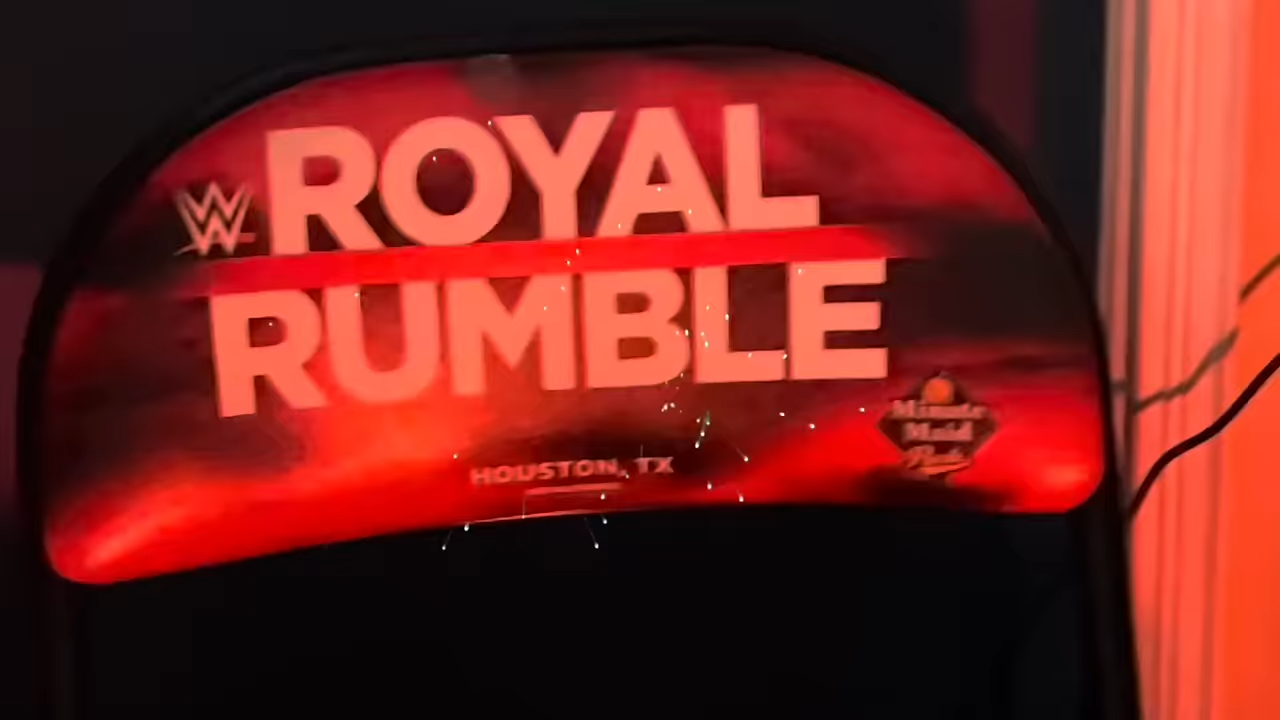 W
ROYAL
RUMBLE
Minute
Maid
Park
HOUSTON, TX